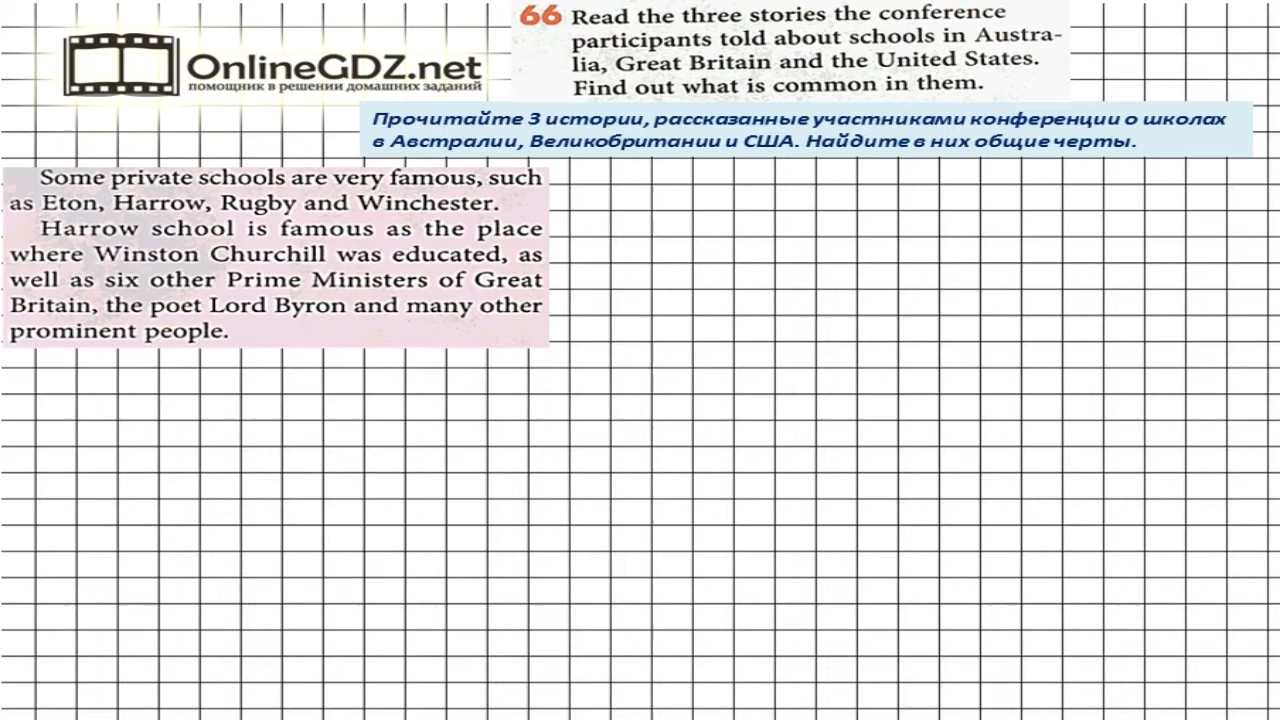 OnlineGDZ.net
помощник в решении домашних заданий
66 Read the three stories the conference
participants told about schools in Austra-
lia, Great Britain and the United States.
Find out what is common in them.
Прочитайте 3 истории, рассказанные участниками конференции о школах
в Австралии, Великобритании и США. Найдите в них общие черты.
Some private schools are very famous, such
as Eton, Harrow, Rugby and Winchester.
Harrow school is famous as the place
where Winston Churchill was educated, as
well as six other Prime Ministers of Great
Britain, the poet Lord Byron and many other
prominent people.